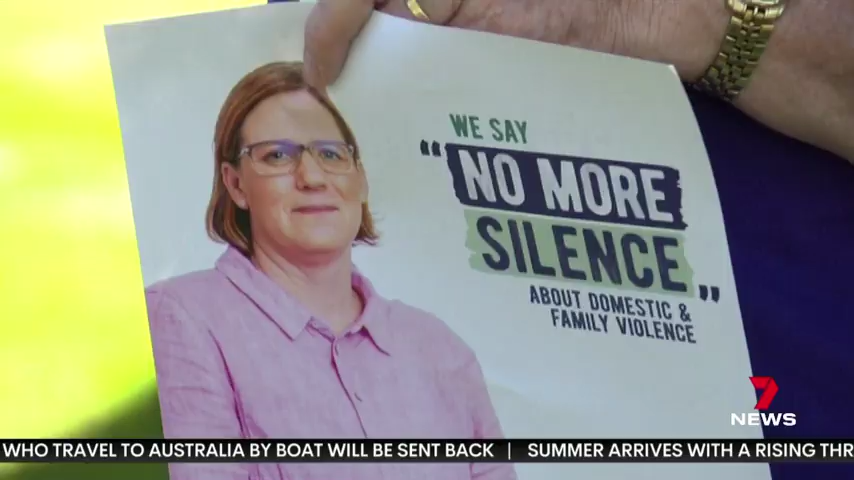 WE SAY
“NO MORE
SILENCE”
ABOUT DOMESTIC &
FAMILY VIOLENCE
7
NEWS
WHO TRAVEL TO AUSTRALIA BY BOAT WILL BE SENT BACK | SUMMER ARRIVES WITH A RISING THR